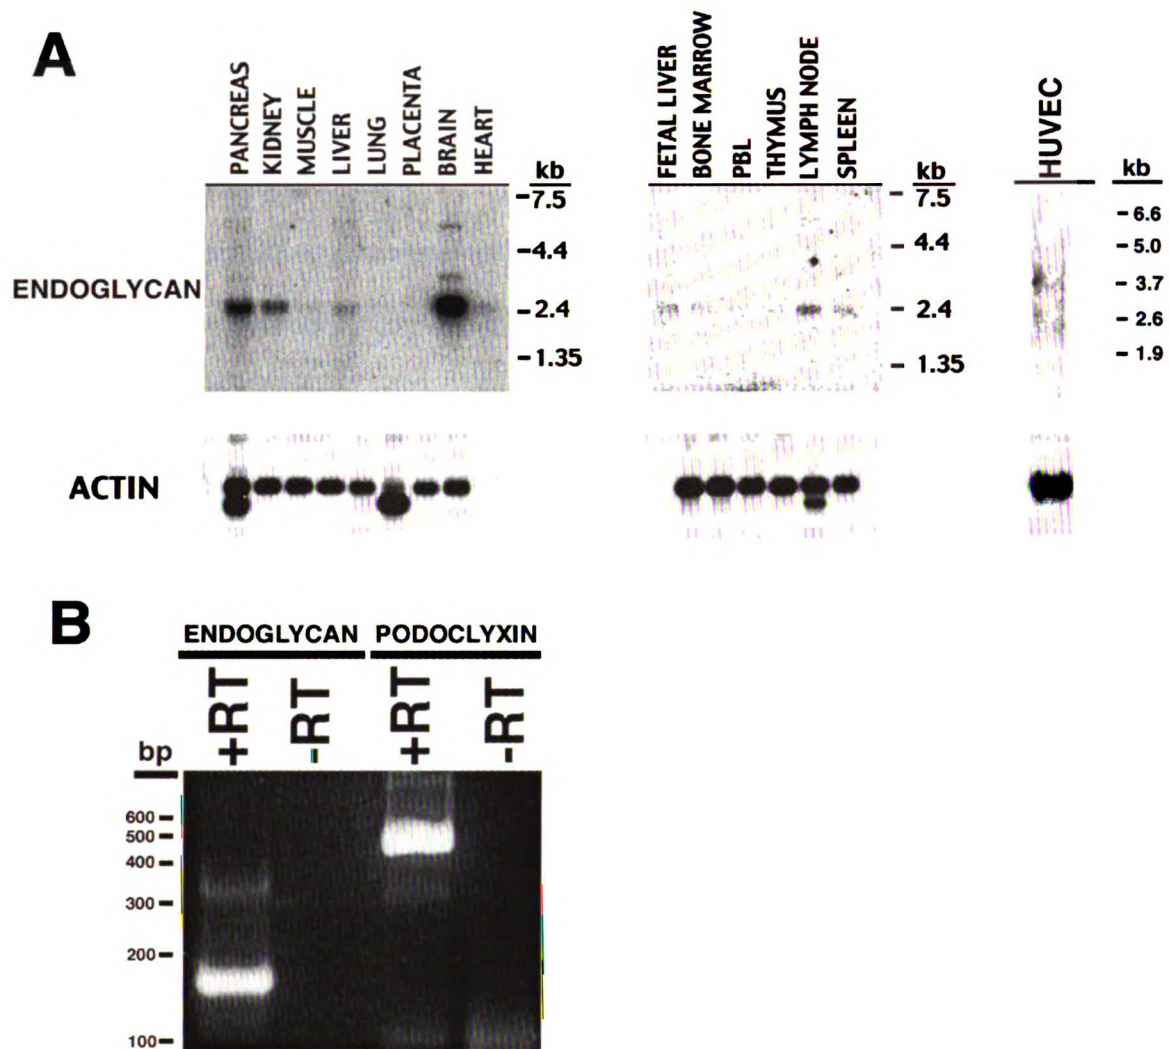 A
PANCREAS
KIDNEY
MUSCLE
LIVER
LUNG
PLACENTA
BRAIN
HEART
kb
-7.5
-4.4
-2.4
-1.35
FETAL LIVER
BONE MARROW
PBL
THYMUS
LYMPH NODE
SPLEEN
kb
- 7.5
- 4.4
- 2.4
- 1.35
HUVEC
kb
- 6.6
- 5.0
- 3.7
- 2.6
- 1.9
ENDOGLYCAN
ACTIN
B
ENDOGLYCAN PODOCLYXIN
+RT
-RT
+RT
-RT
bp
600
500
400
300
200
100